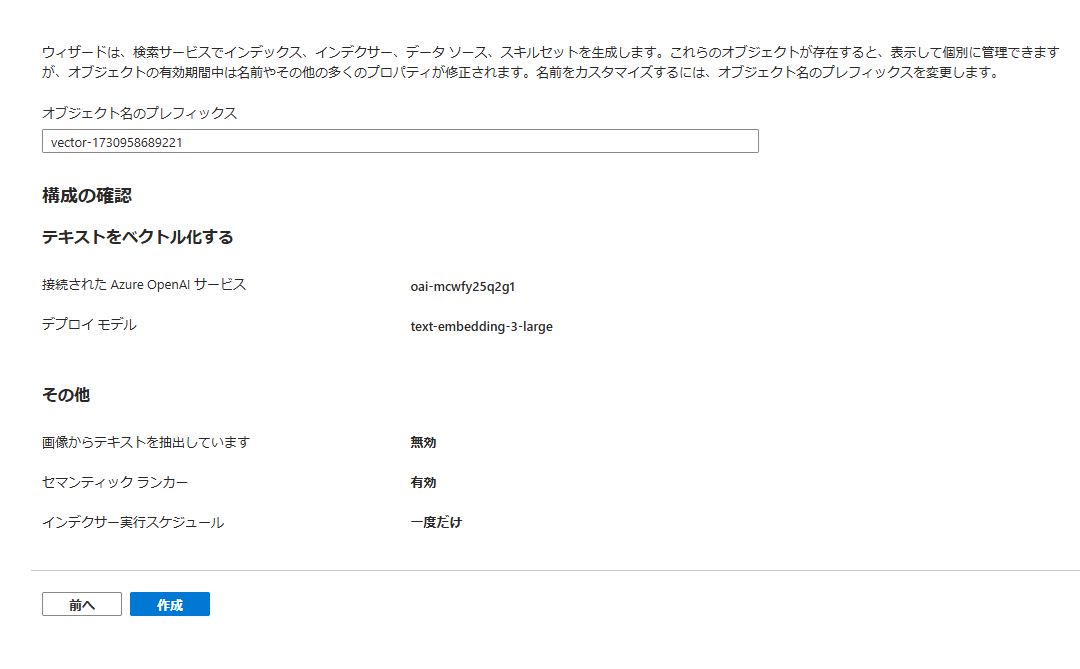 ウィザードは、検索サービスでインデックス、インデクサー、データ ソース、スキルセットを生成します。これらのオブジェクトが存在すると、表示して個別に管理できます
が、オブジェクトの有効期間中は名前やその他の多くのプロパティが修正されます。名前をカスタマイズするには、オブジェクト名のプレフィックスを変更します。
オブジェクト名のプレフィックス
vector-1730958689221
構成の確認
テキストをベクトル化する
接続された Azure OpenAI サービス oai-mcwfy25q2g1
デプロイ モデル text-embedding-3-large
その他
画像からテキストを抽出しています 無効
セマンティック ランカー 有効
インデクサー実行スケジュール 一度だけ
前へ 作成